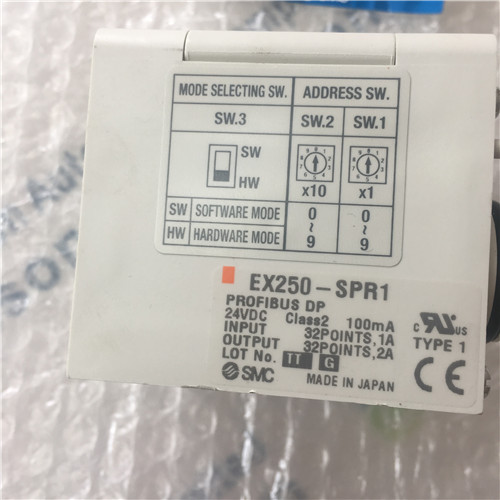 MODE SELECTING SW. ADDRESS SW.
SW.3 SW.2 SW.1
SW
HW
x10 x1
SW SOFTWARE MODE 0 ~ 9 0 ~ 9
HW HARDWARE MODE
EX250-SPR1
PROFIBUS DP
24VDC Class2 100mA
INPUT 32POINTS,1A
OUTPUT 32POINTS,2A
LOT No. TT G
SMC MADE IN JAPAN
c RU US
TYPE 1
CE